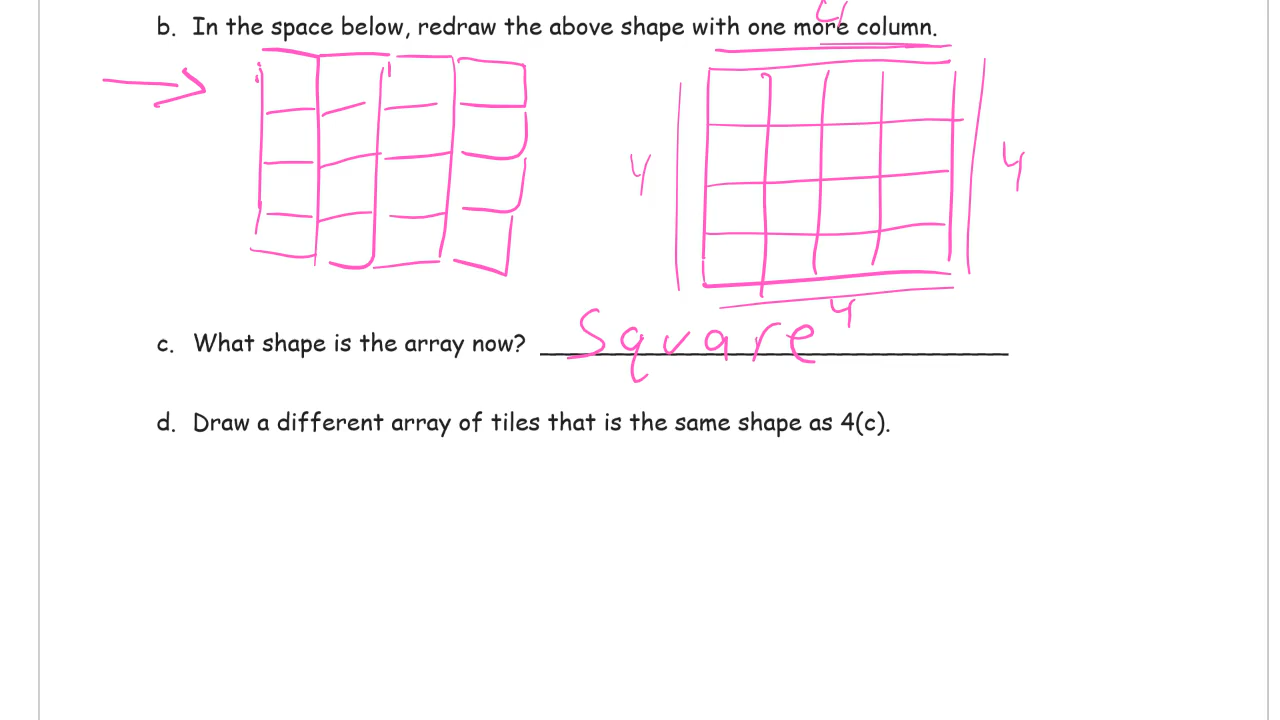 b. In the space below, redraw the above shape with one more column.
4
4
4
4
c. What shape is the array now? Square
d. Draw a different array of tiles that is the same shape as 4(c).